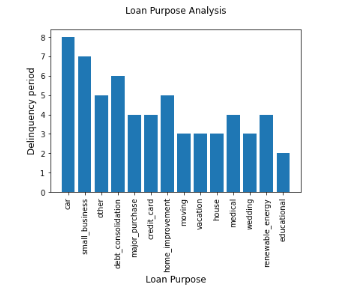 Loan Purpose Analysis
8
7
6
5
4
3
2
1
0
Delinquency period
car
small_business
other
debt_consolidation
major_purchase
credit_card
home_improvement
moving
vacation
house
medical
wedding
renewable_energy
educational
Loan Purpose